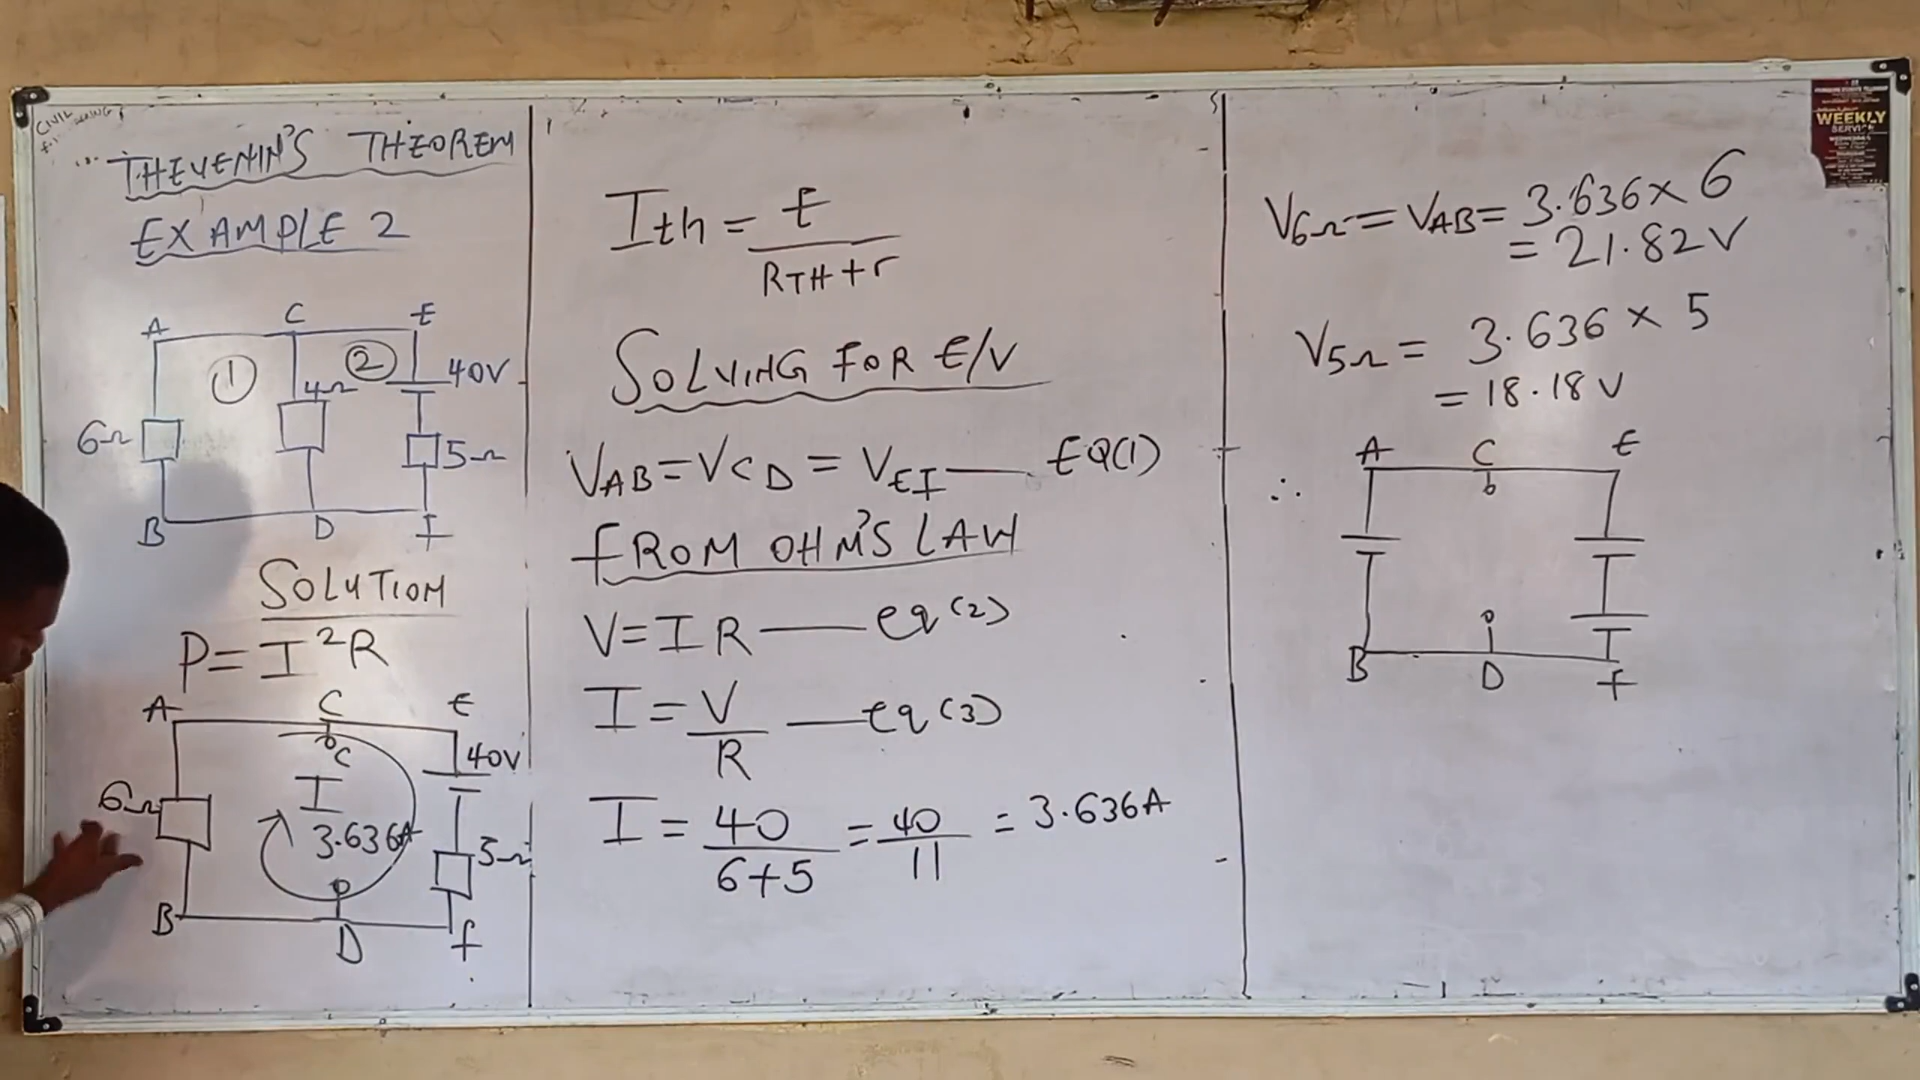 CIVIL
THEVENIN'S THEOREM
EXAMPLE 2
A C E
1 2 40V
4Ω
6Ω 5Ω
B D F
SOLUTION
P=I²R
A C E
C 40V
6Ω I
3.636A 5Ω
B D f
Ith = E
RTH+r
SOLVING FOR E/V
VAB=VCD=VEF — EQ(1)
fROM OHM'S LAW
V=IR — eq(2)
I = V — eq(3)
R
I = 40 = 40 = 3.636A
6+5 11
V6Ω = VAB = 3.636 x 6
= 21.82V
V5Ω = 3.636 x 5
= 18.18V
A C E
∴
B D f
WEEKLY
SERVICE